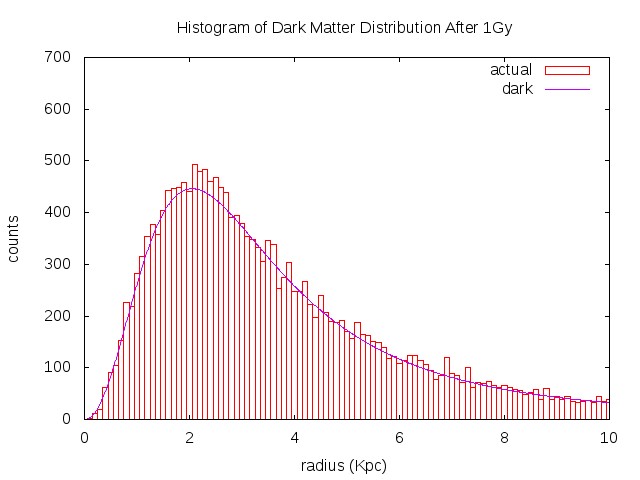 Histogram of Dark Matter Distribution After 1Gy
700
600
500
400
300
200
100
0
counts
actual
dark
0 2 4 6 8 10
radius (Kpc)